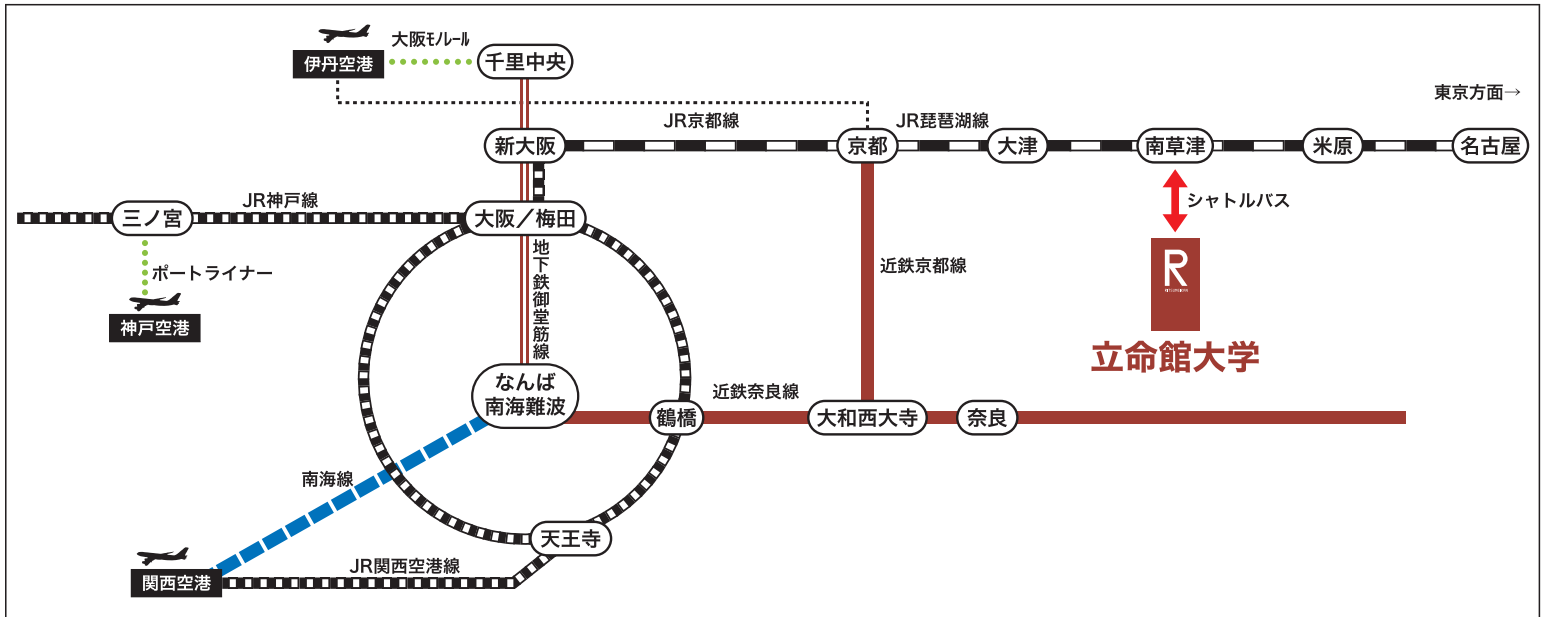 大阪ﾓﾉﾚｰﾙ
伊丹空港
千里中央
東京方面→
JR京都線
JR琵琶湖線
新大阪
京都
大津
南草津
米原
名古屋
JR神戸線
シャトルバス
三ノ宮
大阪／梅田
地下鉄御堂筋線
ポートライナー
近鉄京都線
R
神戸空港
立命館大学
なんば
南海難波
近鉄奈良線
鶴橋
大和西大寺
奈良
南海線
天王寺
JR関西空港線
関西空港